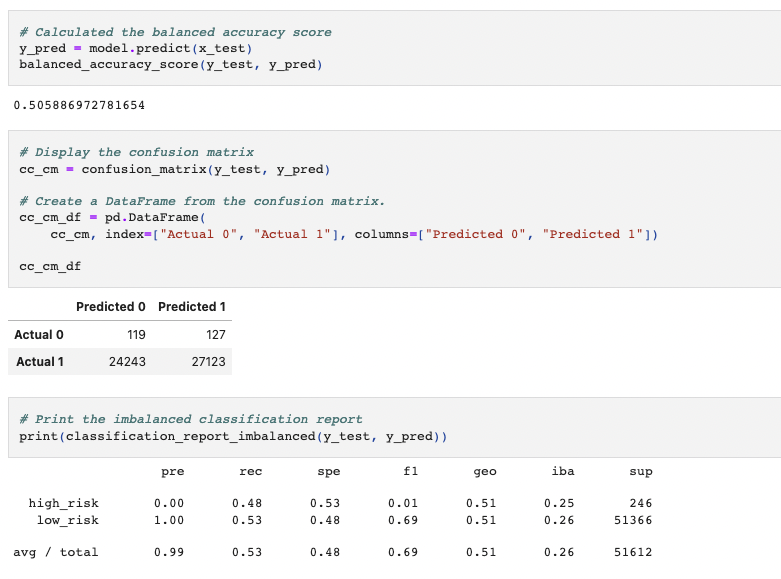 # Calculated the balanced accuracy score
y_pred = model.predict(x_test)
balanced_accuracy_score(y_test, y_pred)
0.505886972781654
# Display the confusion matrix
cc_cm = confusion_matrix(y_test, y_pred)
# Create a DataFrame from the confusion matrix.
cc_cm_df = pd.DataFrame(
    cc_cm, index=["Actual 0", "Actual 1"], columns=["Predicted 0", "Predicted 1"])
cc_cm_df
Predicted 0 Predicted 1
Actual 0 119 127
Actual 1 24243 27123
# Print the imbalanced classification report
print(classification_report_imbalanced(y_test, y_pred))
pre rec spe f1 geo iba sup
high_risk 0.00 0.48 0.53 0.01 0.51 0.25 246
low_risk 1.00 0.53 0.48 0.69 0.51 0.26 51366
avg / total 0.99 0.53 0.48 0.69 0.51 0.26 51612